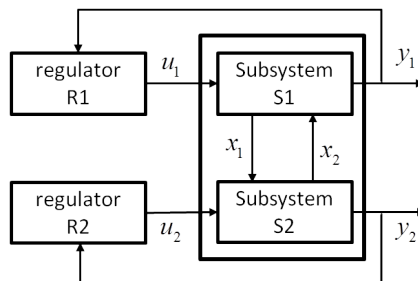 regulator
R1
u1
Subsystem
S1
y1
x1
x2
regulator
R2
u2
Subsystem
S2
y2